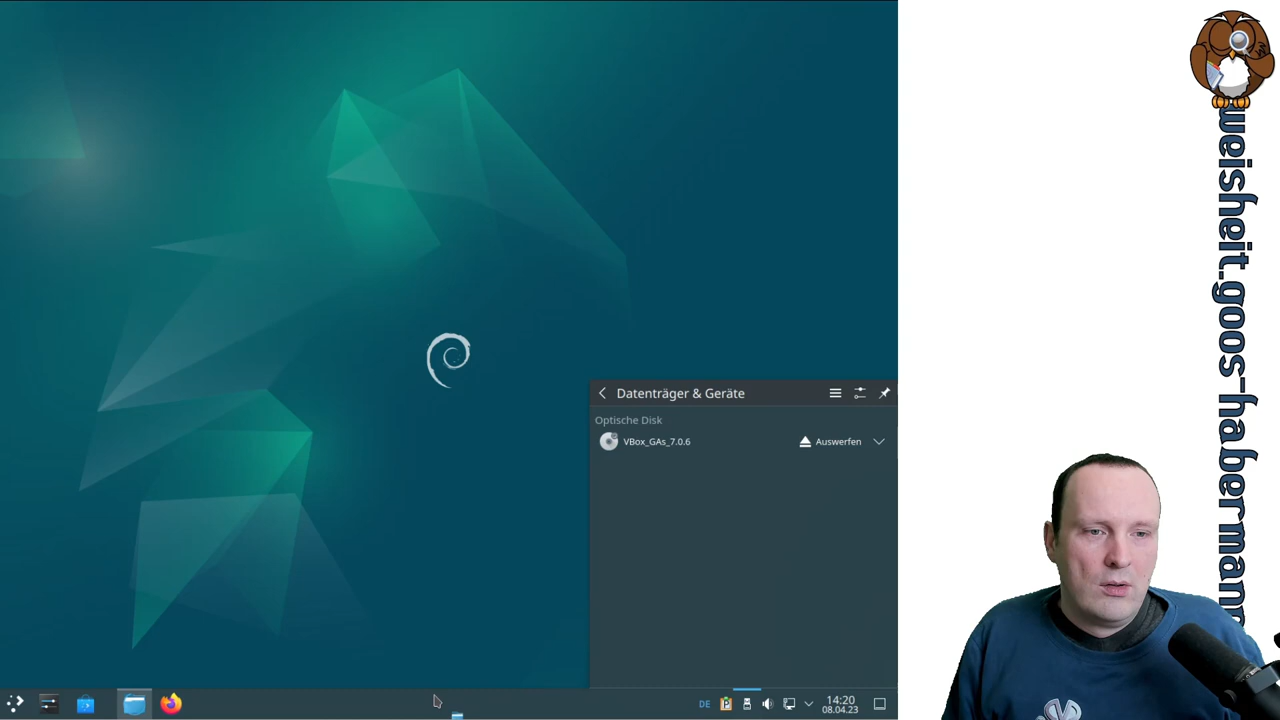 Datenträger & Geräte
Optische Disk
VBox_GAs_7.0.6
Auswerfen
DE
14:20
08.04.23
weisheit.goos-habermann